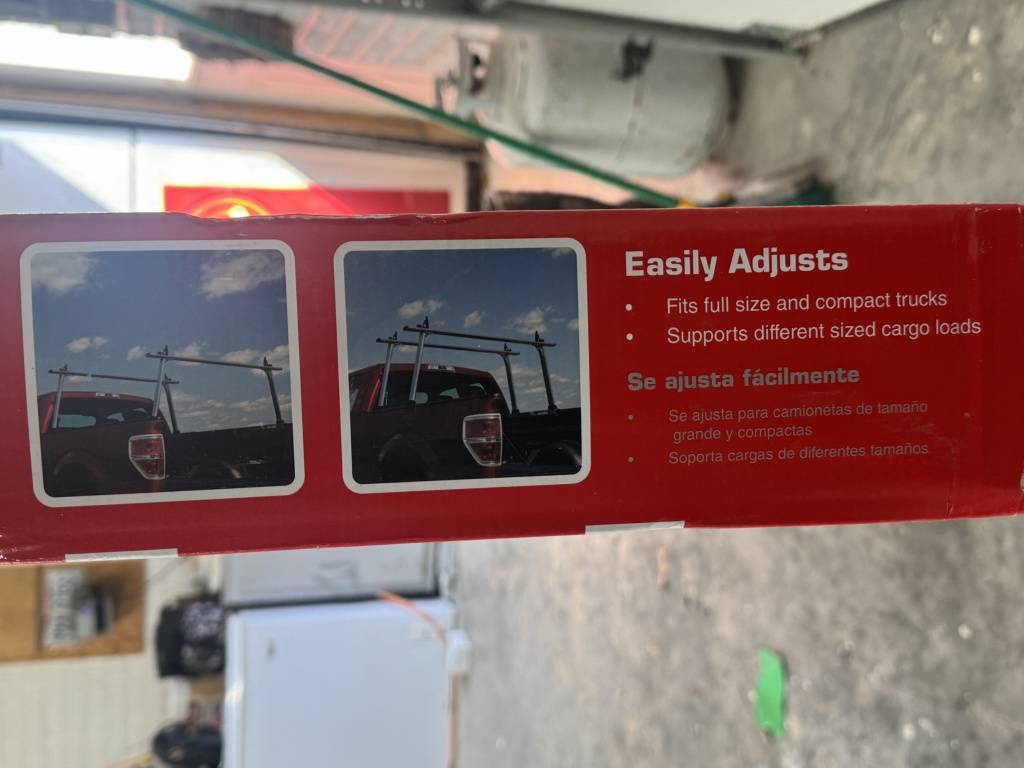 Easily Adjusts
• Fits full size and compact trucks
• Supports different sized cargo loads
Se ajusta fácilmente
• Se ajusta para camionetas de tamaño
grande y compactas
• Soporta cargas de diferentes tamaños